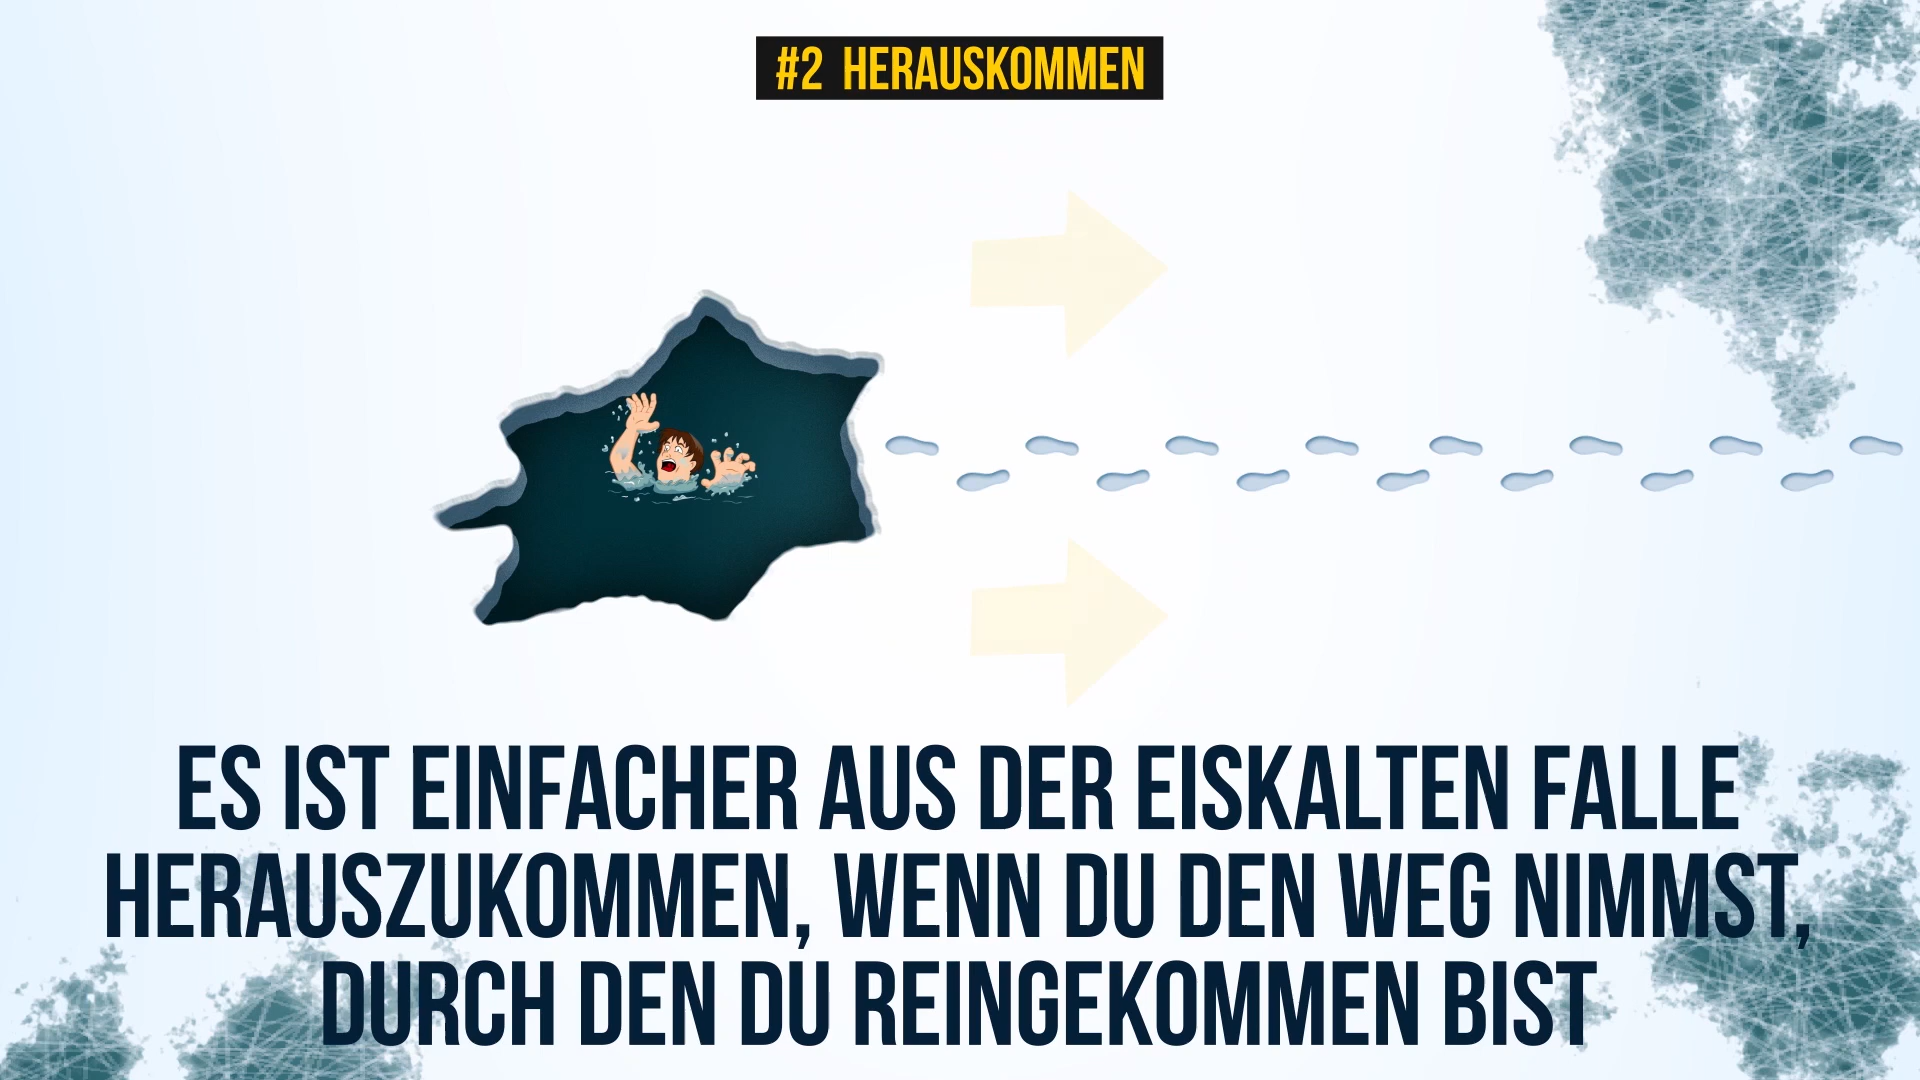 #2 HERAUSKOMMEN
ES IST EINFACHER AUS DER EISKALTEN FALLE
HERAUSZUKOMMEN, WENN DU DEN WEG NIMMST,
DURCH DEN DU REINGEKOMMEN BIST